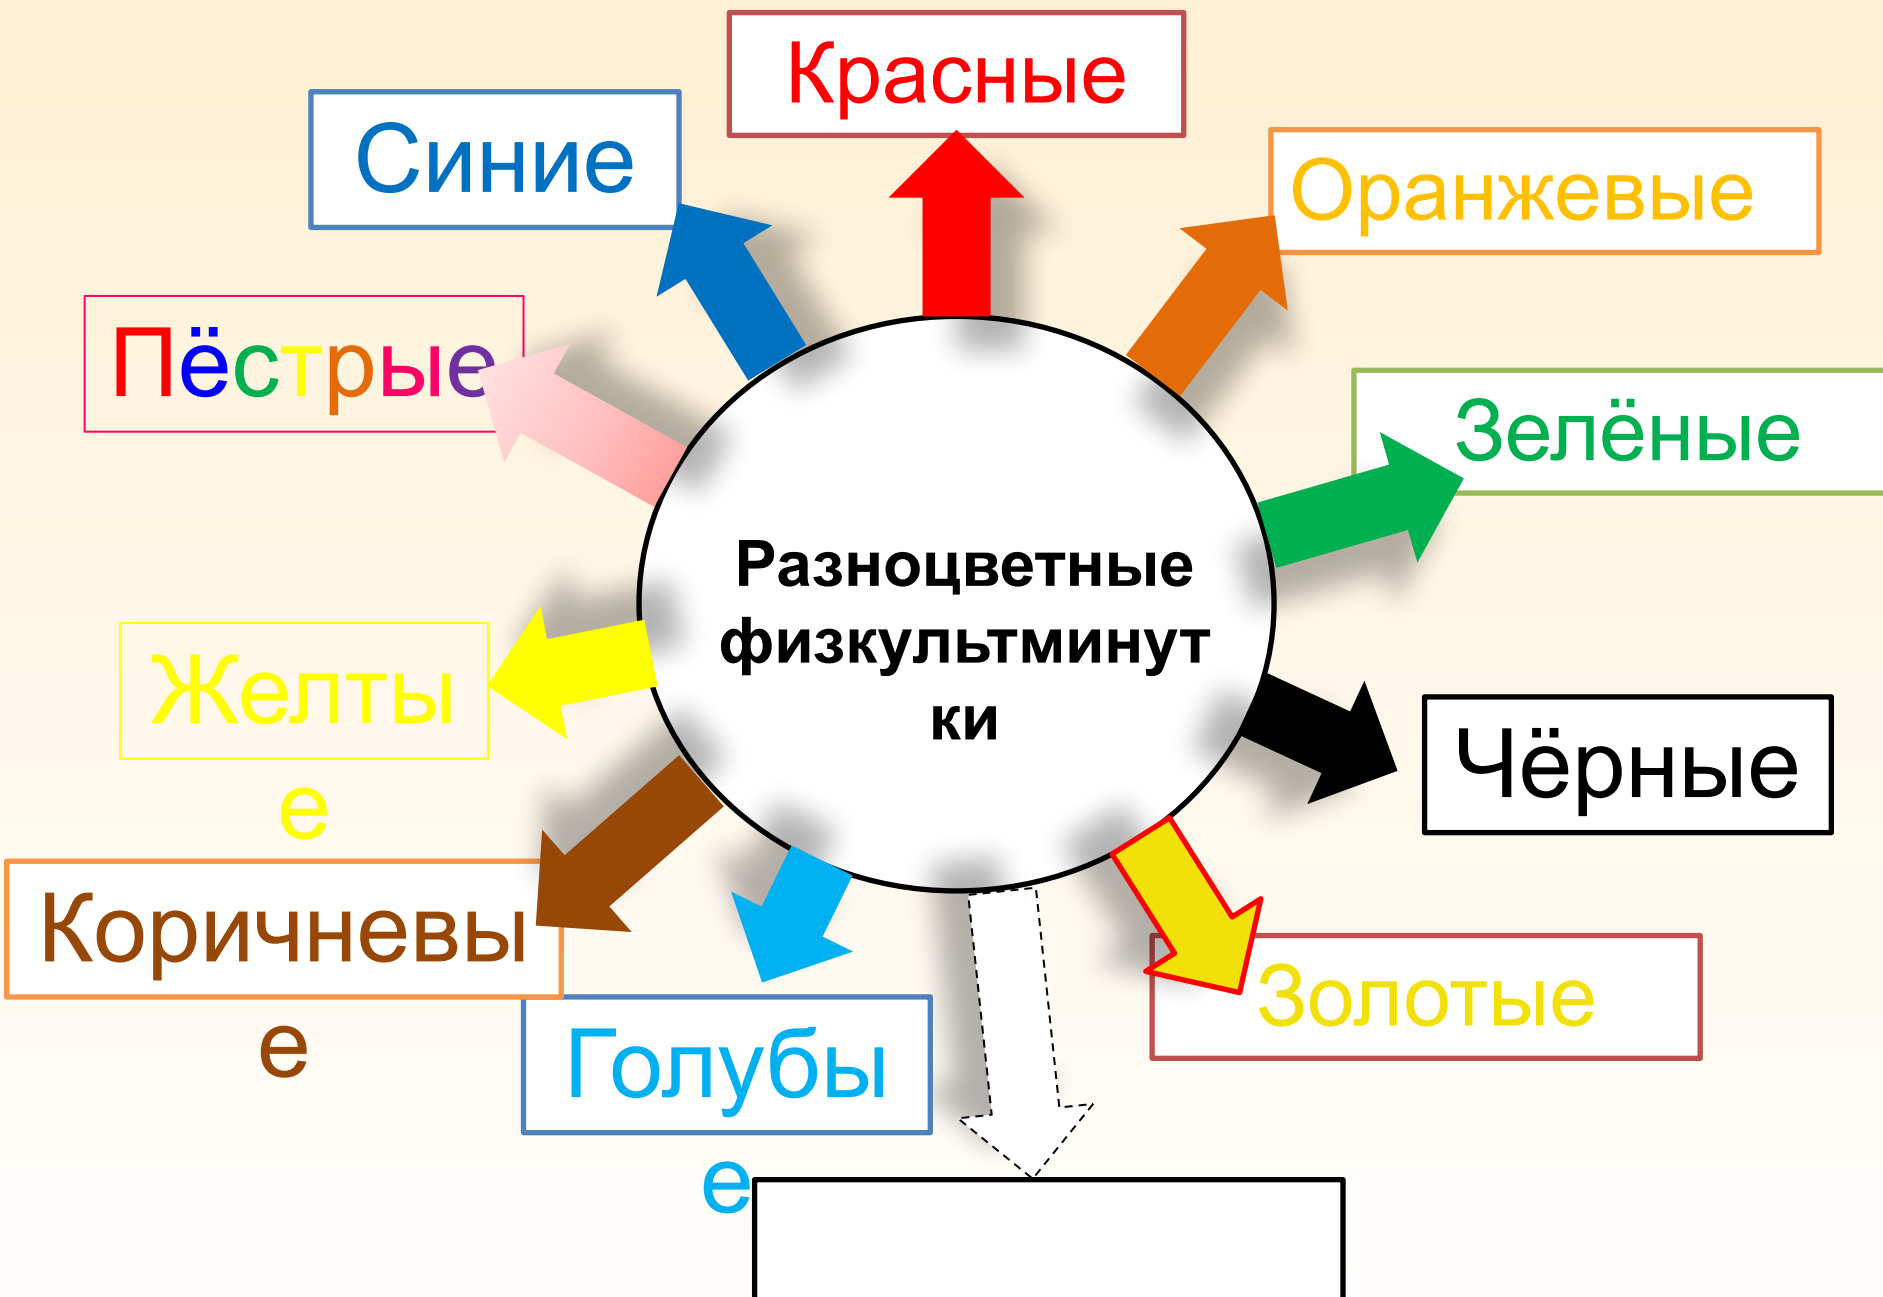 Красные
Синие
Оранжевые
Пёстрые
Зелёные
Разноцветные
физкультминут
ки
Желты
е
Чёрные
Коричневы
е
Золотые
Голубы
е